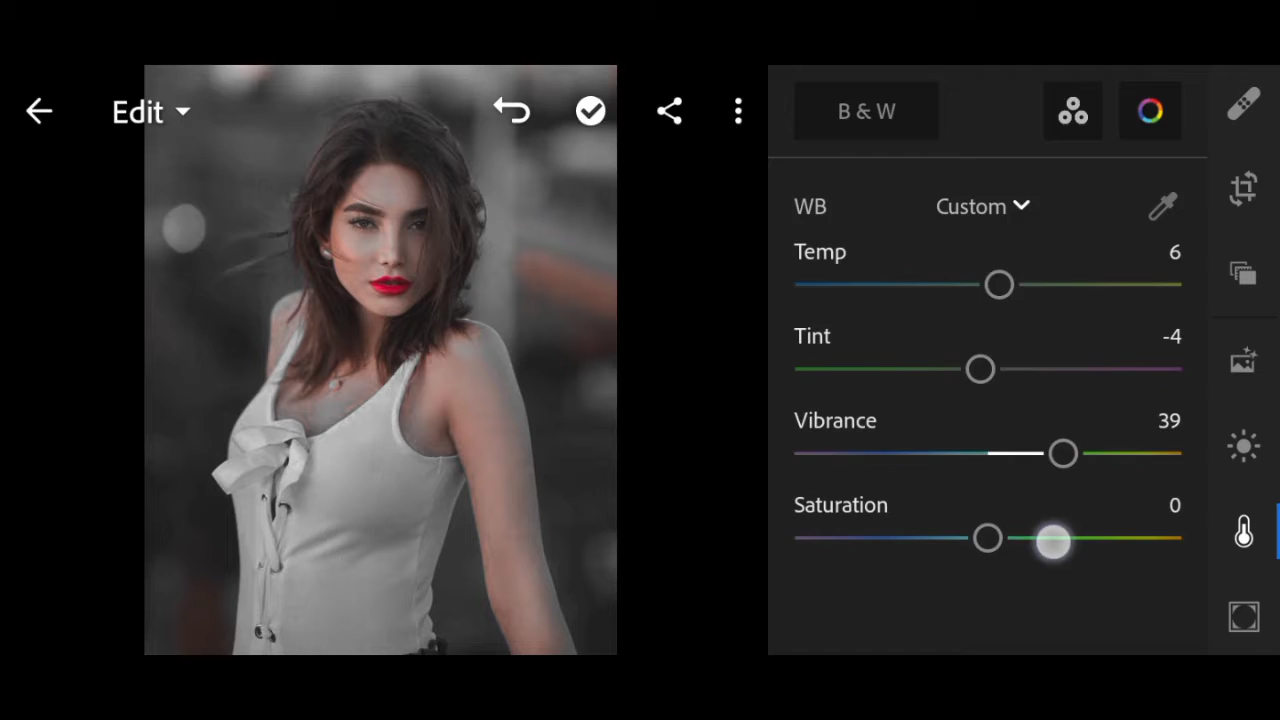 Edit
B & W
WB Custom
Temp 6
Tint -4
Vibrance 39
Saturation 0